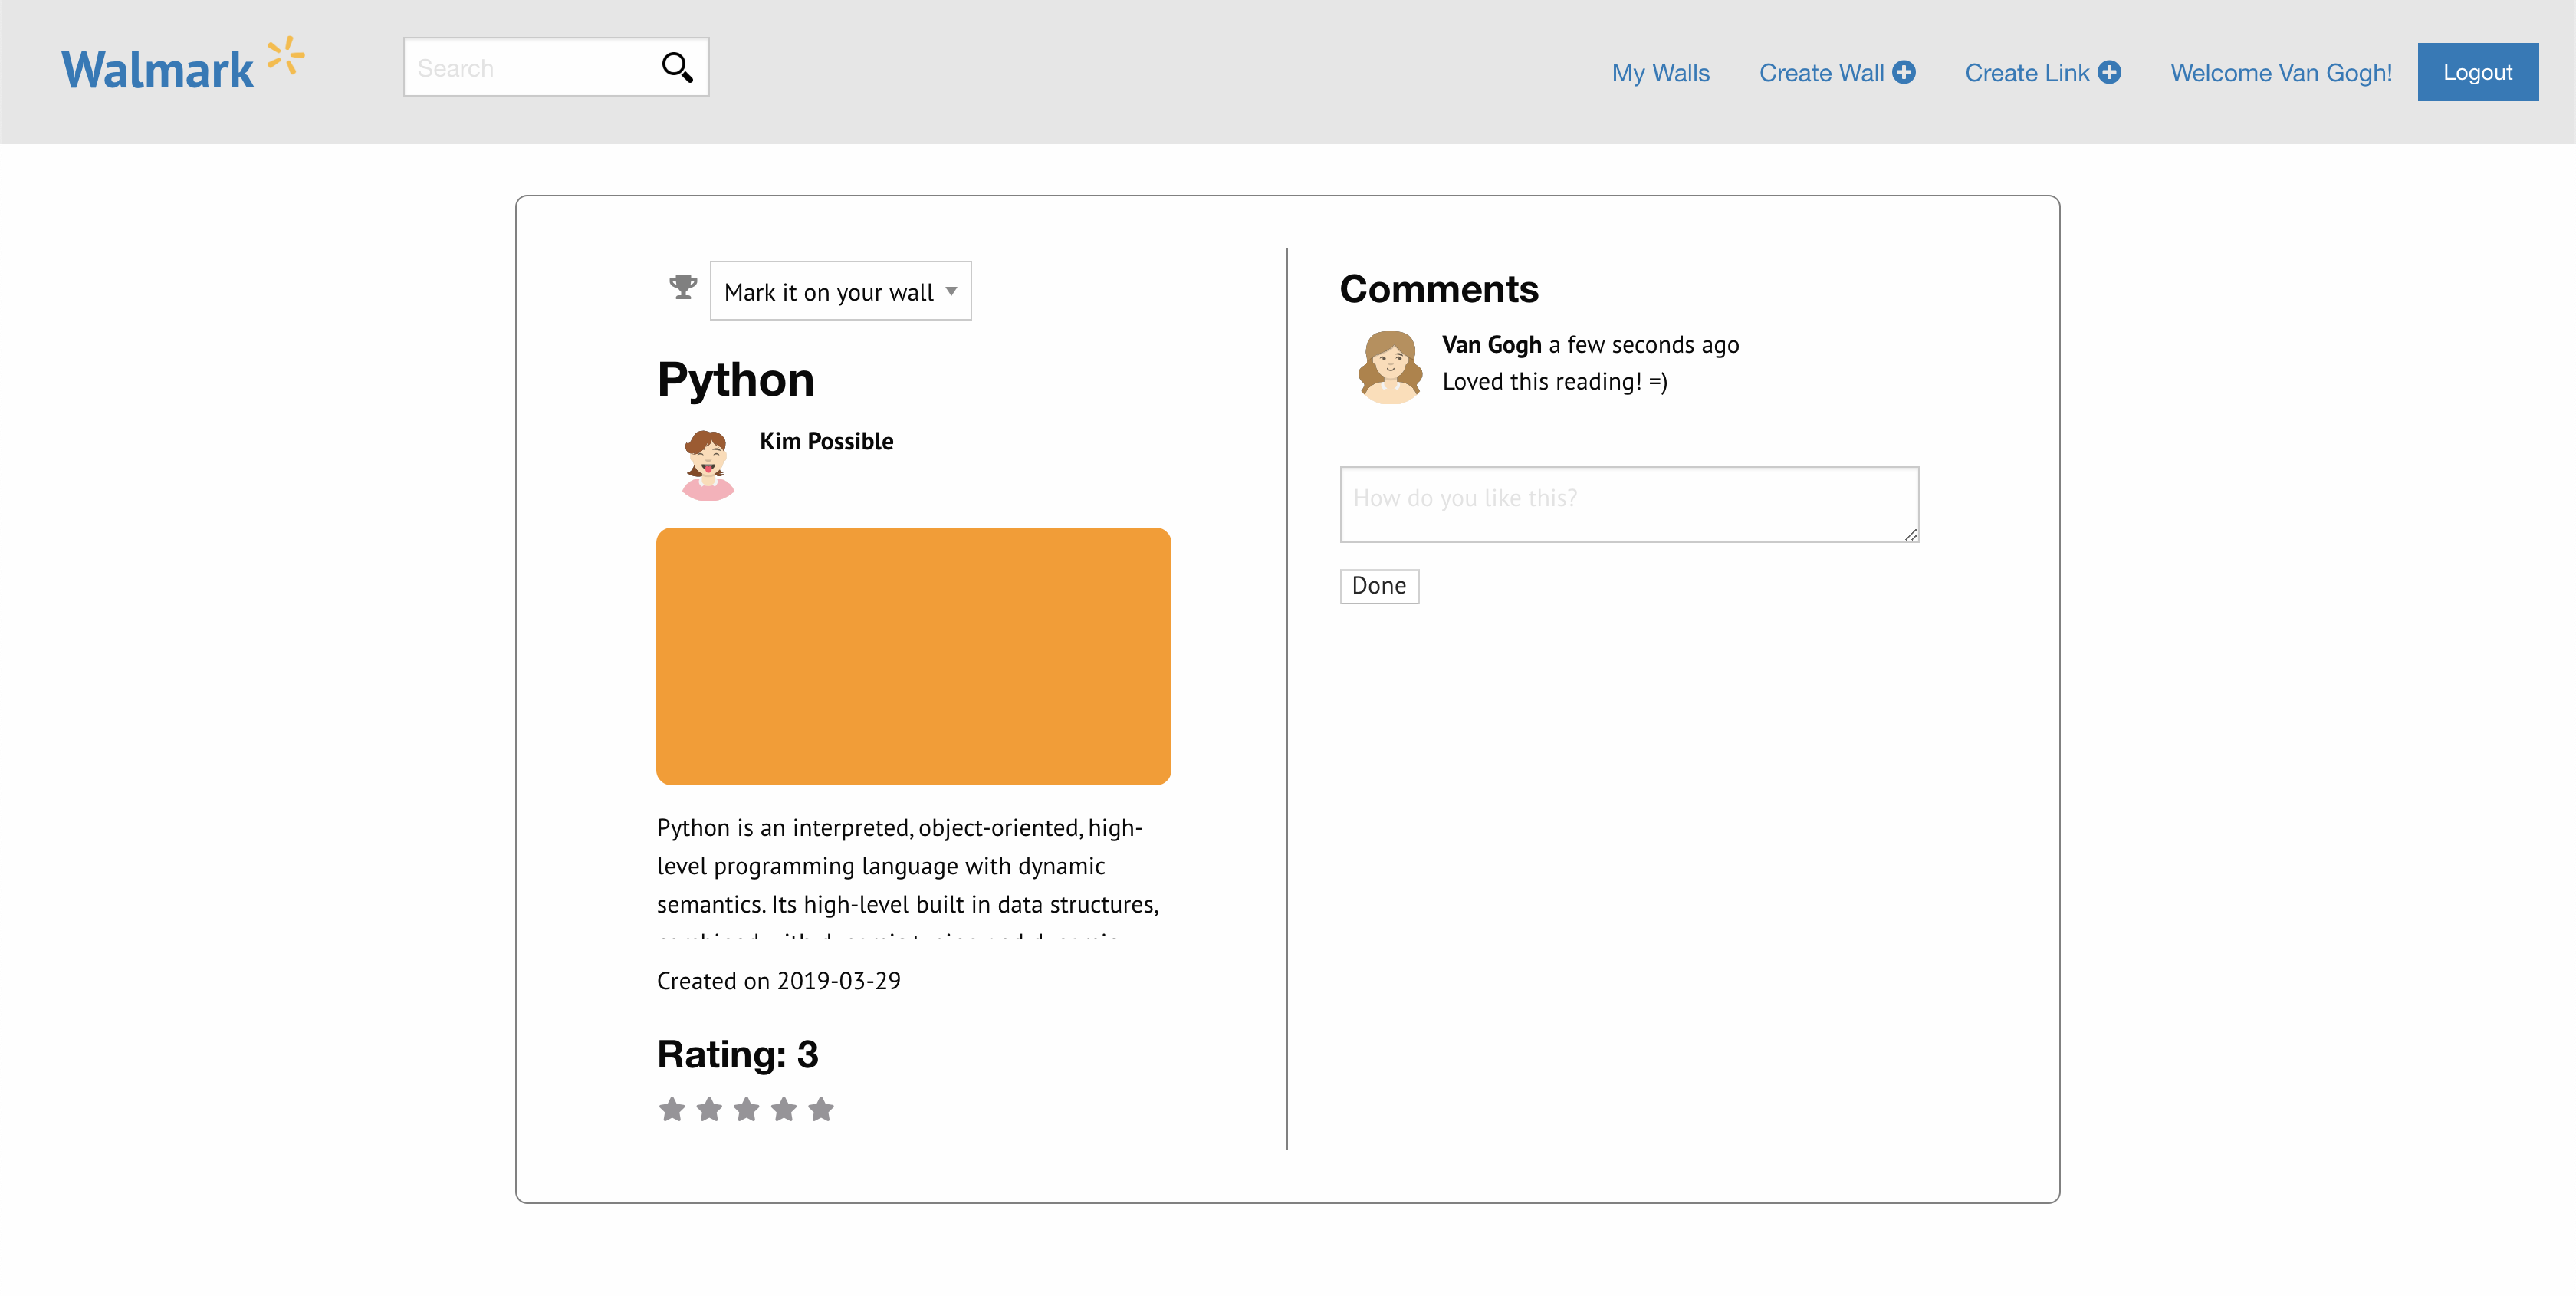 Walmark
Search
My Walls
Create Wall
Create Link
Welcome Van Gogh!
Logout
Mark it on your wall
Python
Kim Possible
Python is an interpreted, object-oriented, high-
level programming language with dynamic
semantics. Its high-level built in data structures,
Created on 2019-03-29
Rating: 3
Comments
Van Gogh a few seconds ago
Loved this reading! =)
How do you like this?
Done